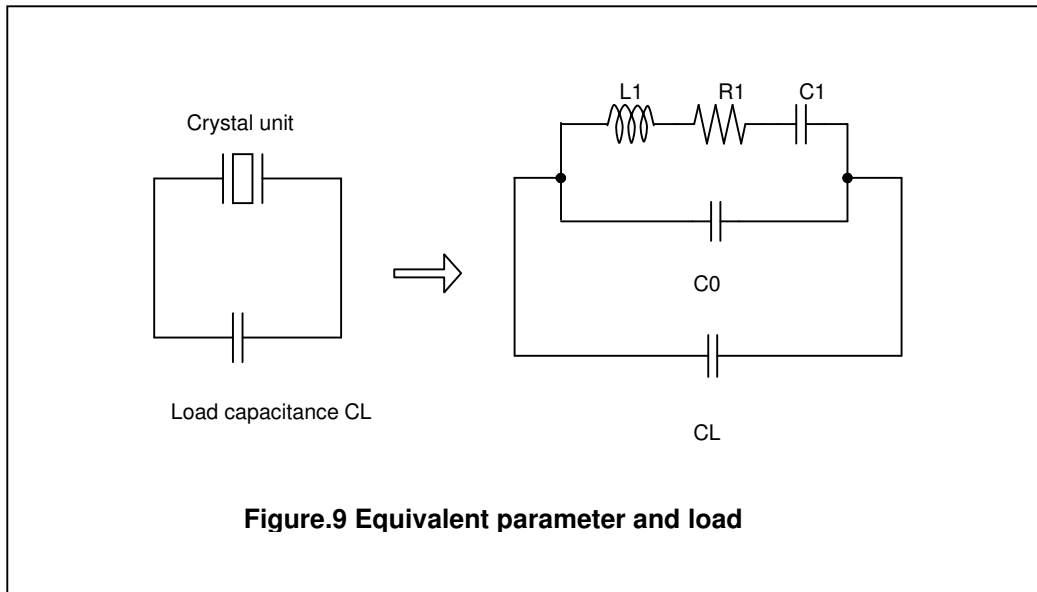 L1 R1 C1
Crystal unit
C0
Load capacitance CL
CL
Figure.9 Equivalent parameter and load